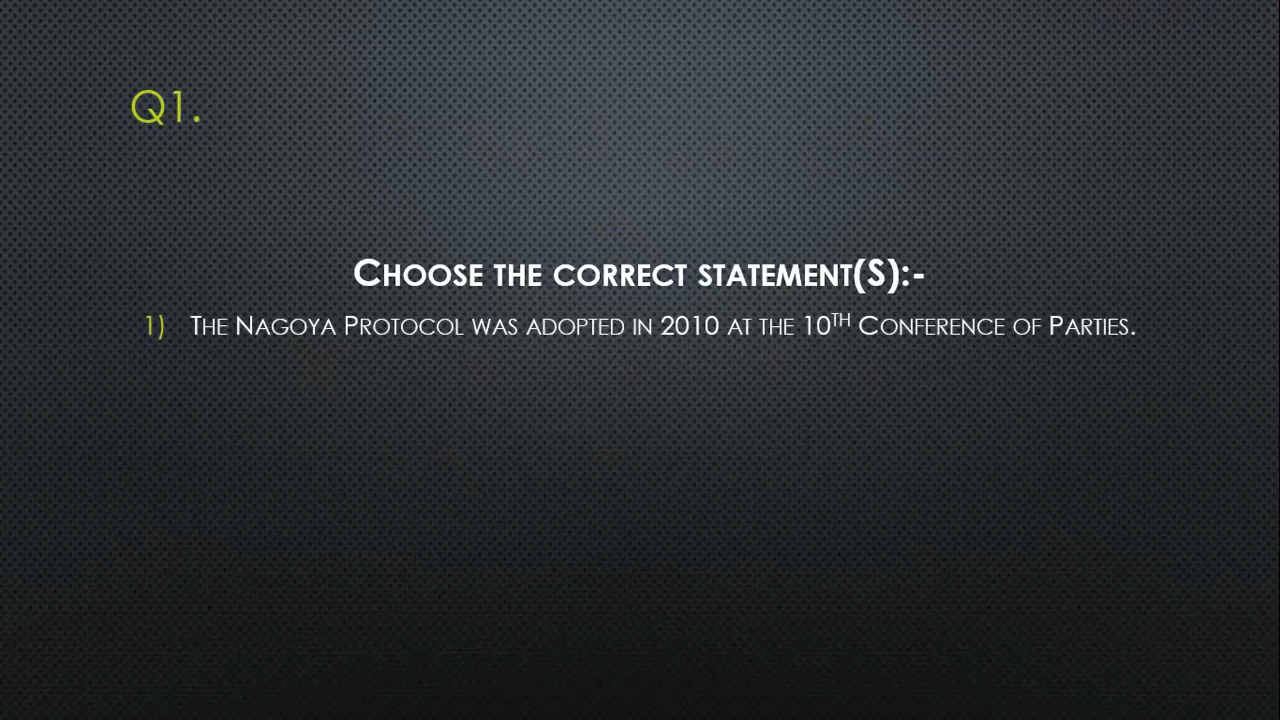 Q1.
Choose the correct statement(s):-
1) The Nagoya Protocol was adopted in 2010 at the 10th Conference of Parties.